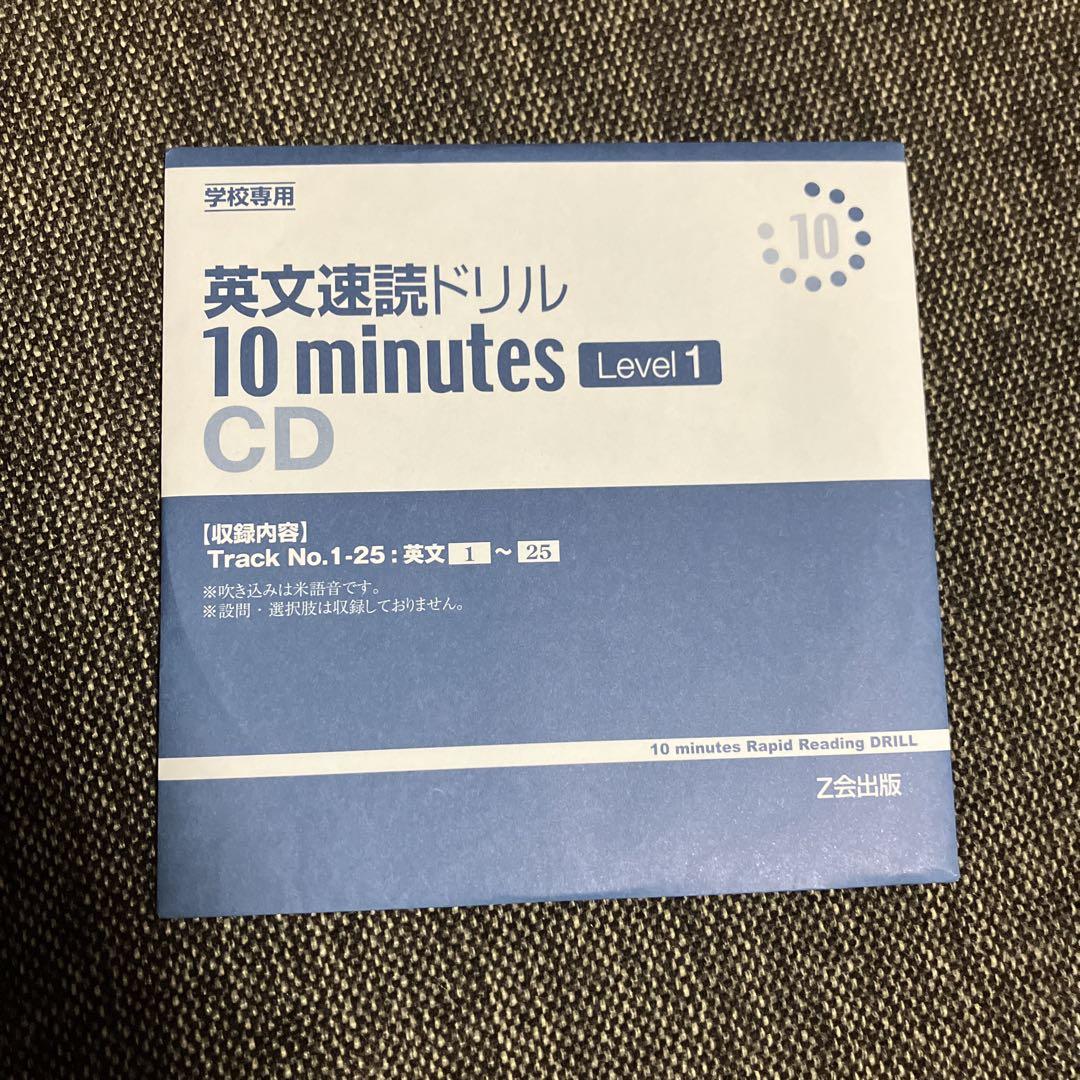 学校専用
10
英文速読ドリル
10 minutes Level 1
CD
【収録内容】
Track No.1-25：英文 1 〜 25
※吹き込みは米語音です。
※設問・選択肢は収録しておりません。
10 minutes Rapid Reading DRILL
Z会出版